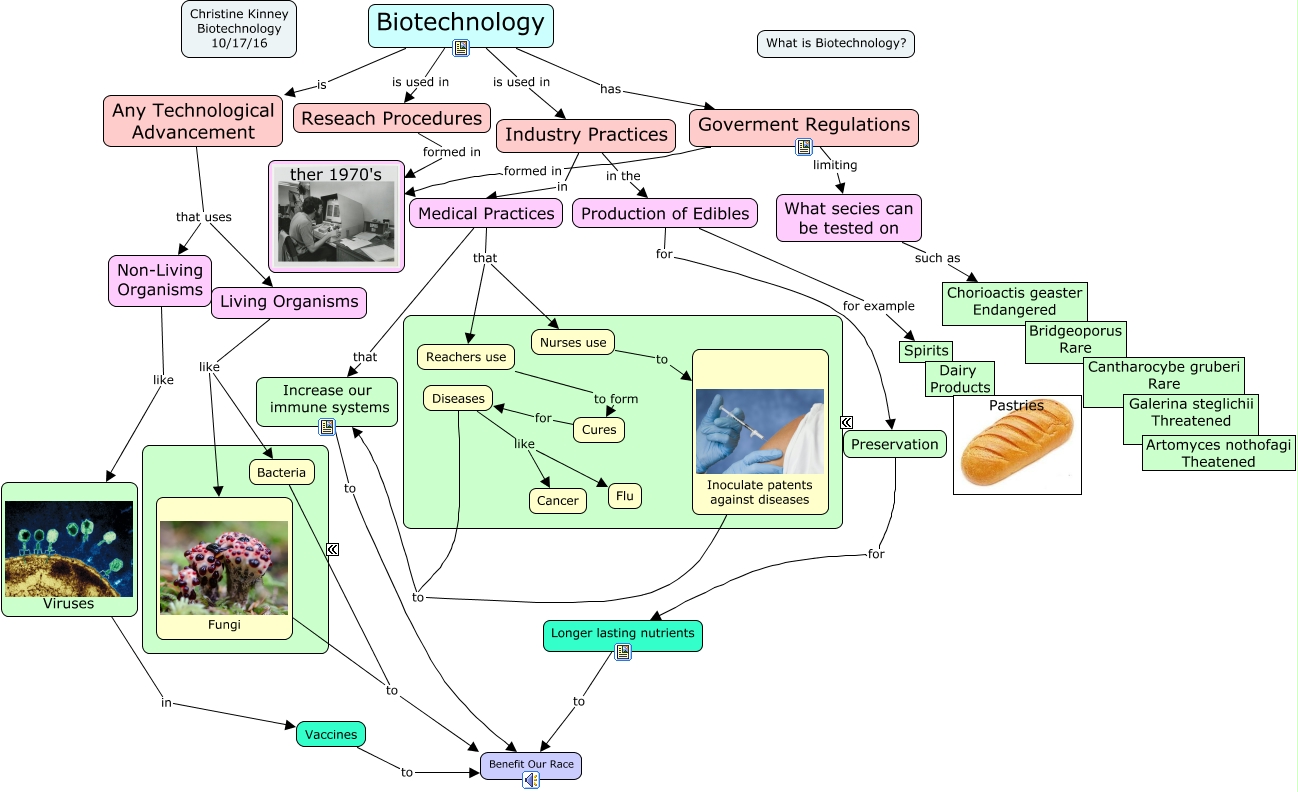 Christine Kinney
Biotechnology
10/17/16
Biotechnology
What is Biotechnology?
is
is used in
is used in
has
Any Technological
Advancement
Reseach Procedures
Industry Practices
Goverment Regulations
formed in
formed in
in
in the
limiting
ther 1970's
Medical Practices
Production of Edibles
What secies can
be tested on
that uses
that
for
such as
Non-Living
Organisms
Living Organisms
Chorioactis geaster
Endangered
for example
Bridgeoporus
Rare
Nurses use
Reachers use
to
Spirits
that
like
like
Dairy
Products
Cantharocybe gruberi
Rare
Increase our
immune systems
Diseases
to form
for
Cures
Pastries
Galerina steglichii
Threatened
like
Preservation
Artomyces nothofagi
Theatened
Bacteria
to
Cancer
Flu
Inoculate patents
against diseases
for
Viruses
Fungi
to
Longer lasting nutrients
to
to
in
Vaccines
to
Benefit Our Race